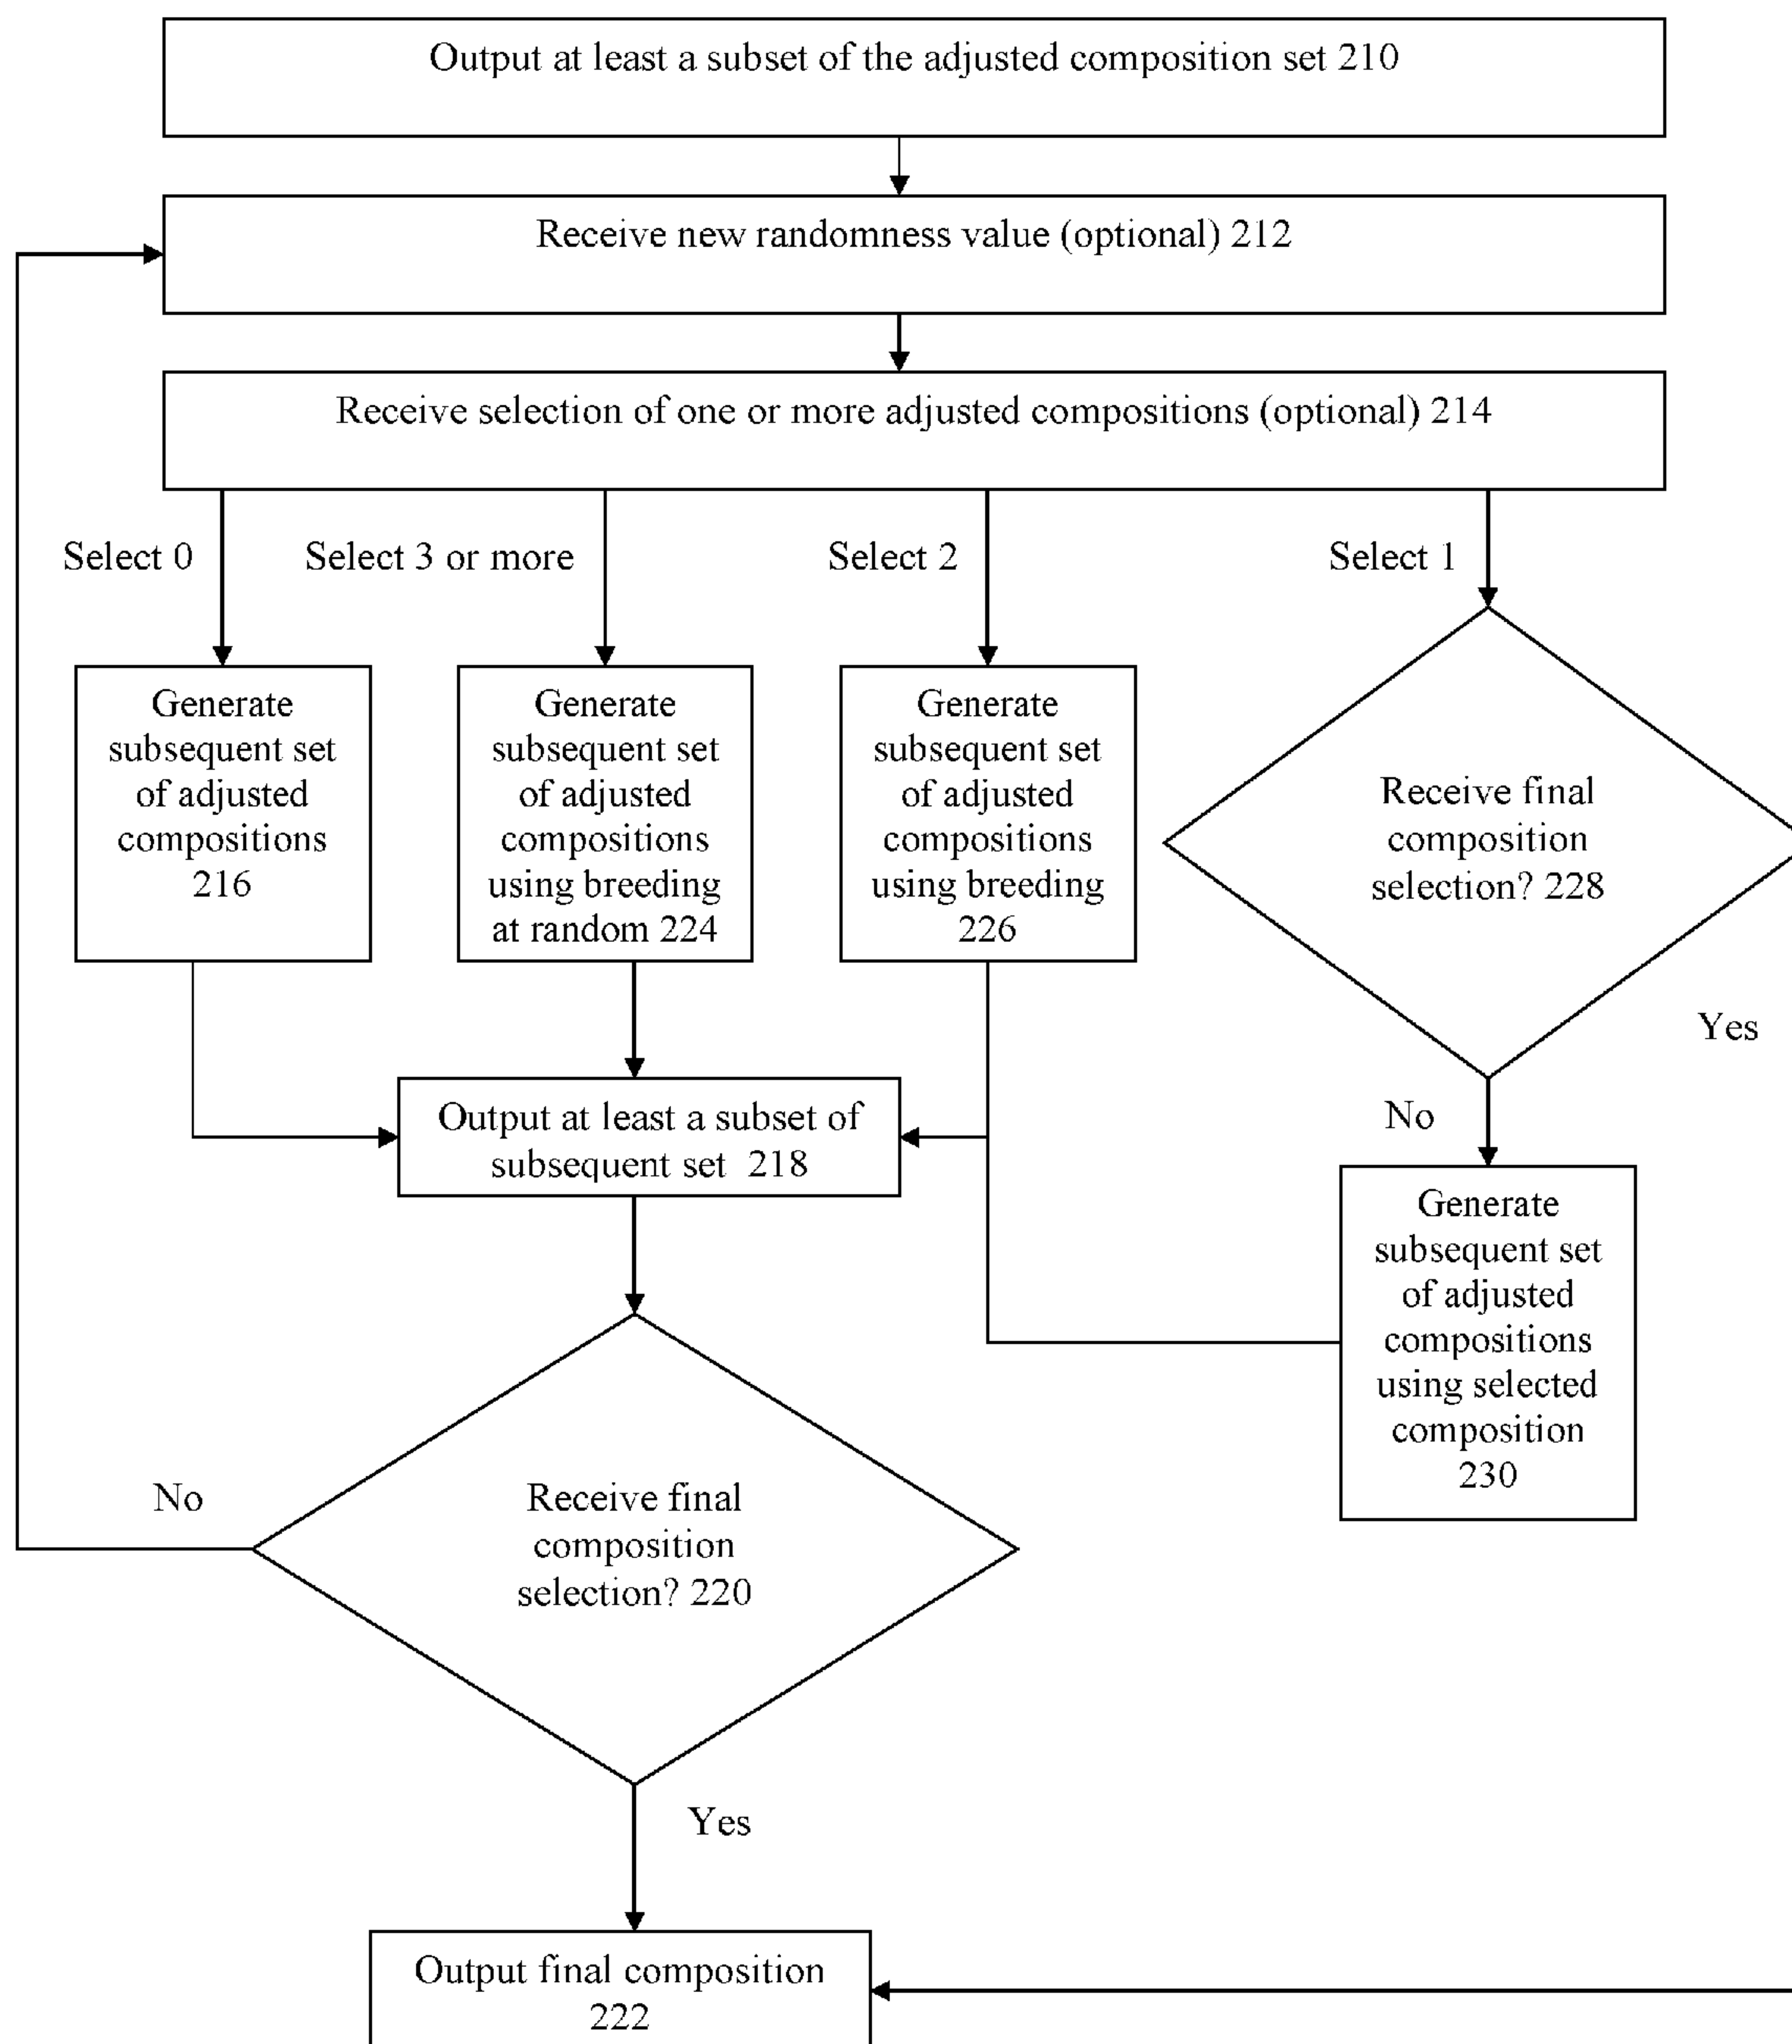 Output at least a subset of the adjusted composition set 210
Receive new randomness value (optional) 212
Receive selection of one or more adjusted compositions (optional) 214
Select 0
Select 3 or more
Select 2
Select 1
Generate
subsequent set
of adjusted
compositions
216
Generate
subsequent set
of adjusted
compositions
using breeding
at random 224
Generate
subsequent set
of adjusted
compositions
using breeding
226
Receive final
composition
selection? 228
Yes
No
Output at least a subset of
subsequent set 218
Generate
subsequent set
of adjusted
compositions
using selected
composition
230
No
Receive final
composition
selection? 220
Yes
Output final composition
222